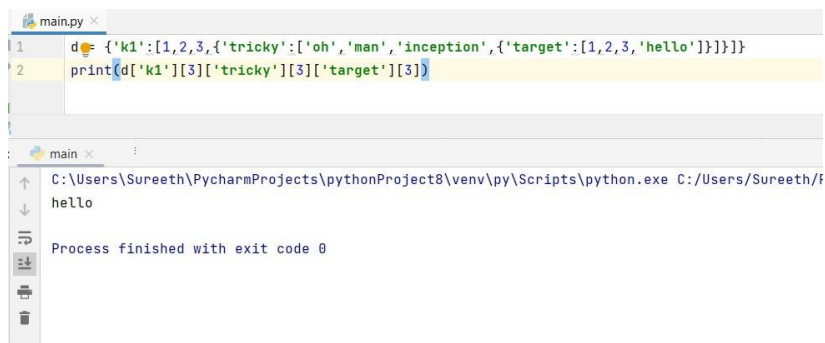 main.py
1 d = {'k1':[1,2,3,{'tricky':['oh','man','inception',{'target':[1,2,3,'hello']}]}]}
2 print(d['k1'][3]['tricky'][3]['target'][3])
main
C:\Users\Sureeth\PycharmProjects\pythonProject8\venv\py\Scripts\python.exe C:/Users/Sureeth/
hello
Process finished with exit code 0